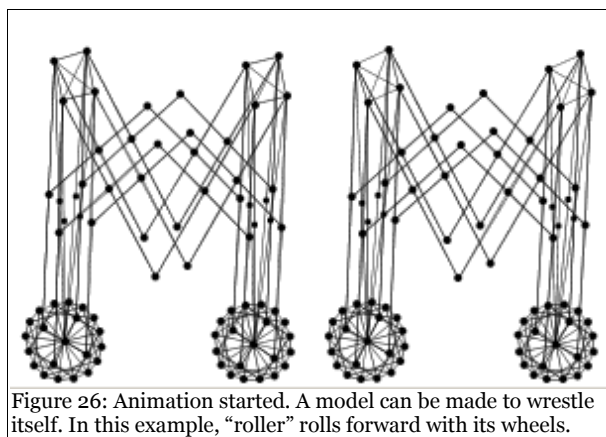 Figure 26: Animation started. A model can be made to wrestle
itself. In this example, “roller” rolls forward with its wheels.